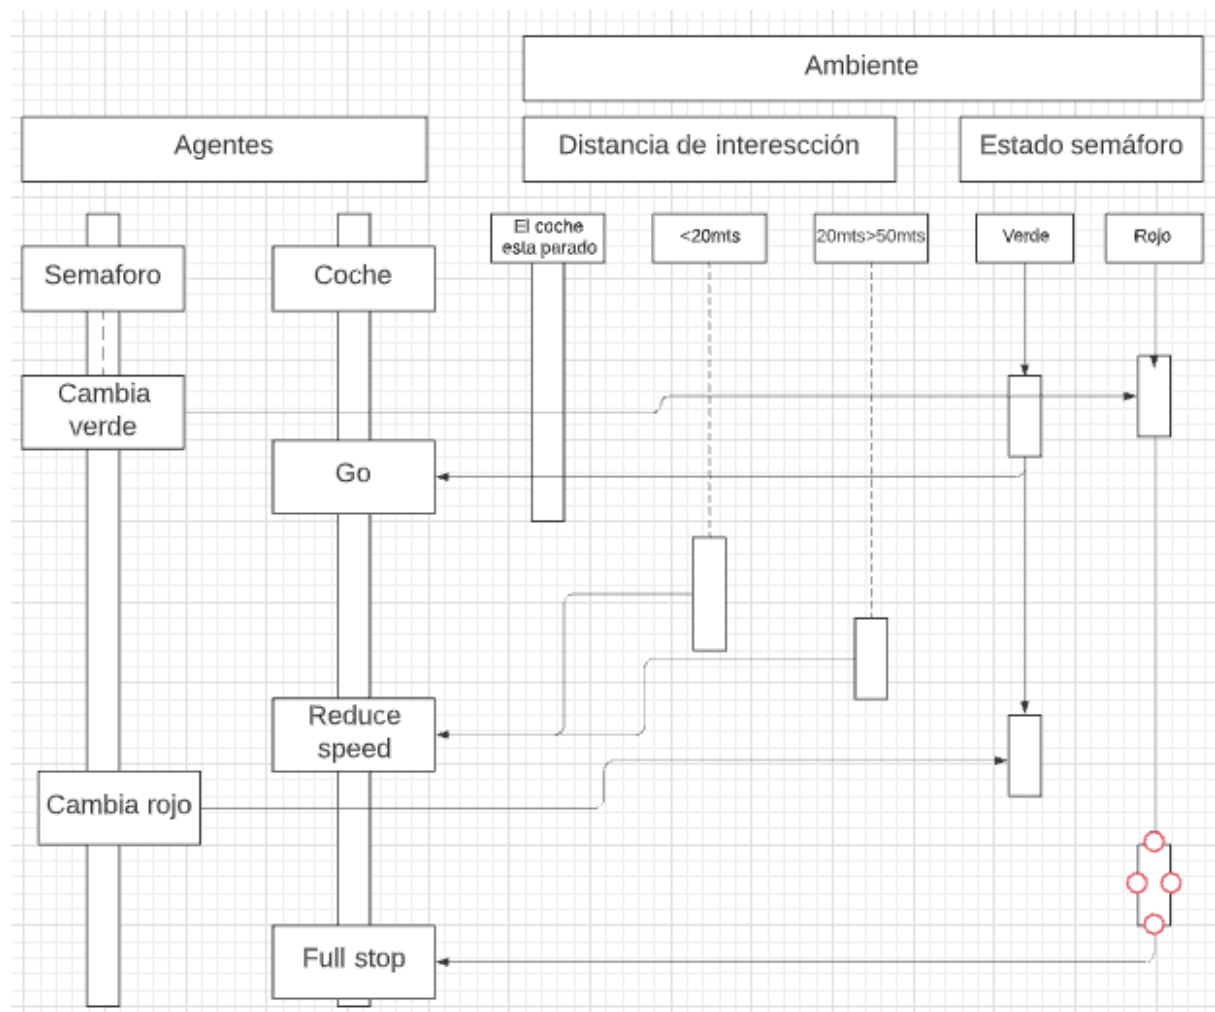 Ambiente
Agentes
Distancia de interescción
Estado semáforo
El coche
esta parado
<20mts
20mts>50mts
Verde
Rojo
Semaforo
Coche
Cambia
verde
Go
Reduce
speed
Cambia rojo
Full stop